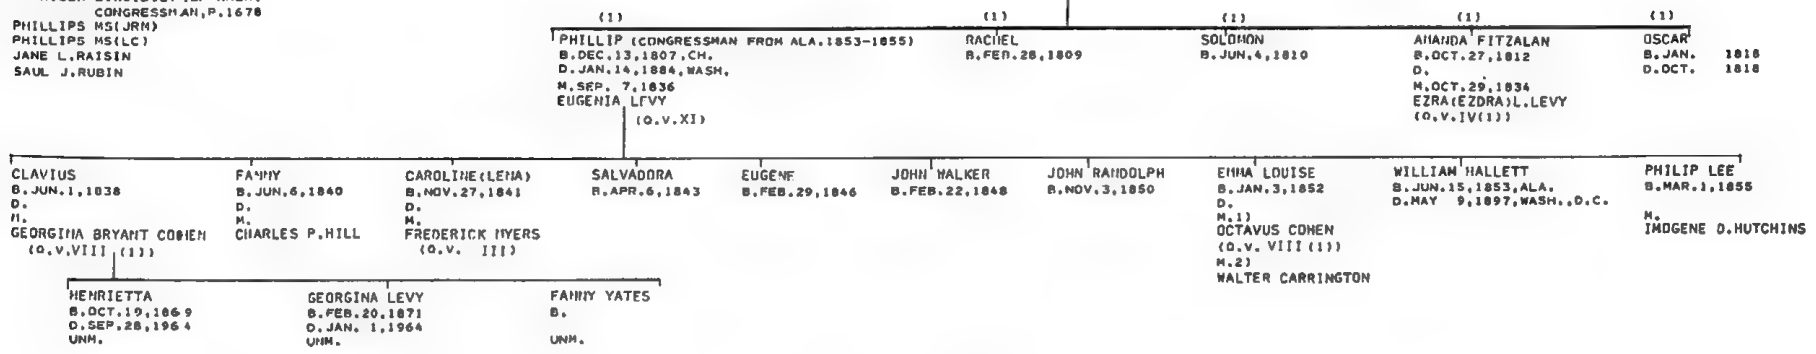 CONGRESSMAN,P.1678
PHILLIPS MS(JRM)
PHILLIPS MS(LC)
JANE L.RAISIN
SAUL J.RUBIN
(1)
PHILLIP (CONGRESSMAN FROM ALA.1853-1855)
B.DEC.13,1807,CH.
D.JAN.14,1884,WASH.
M.SEP. 7,1836
EUGENIA LEVY
(Q.V.XI)
(1)
RACHEL
B.FEB.28,1809
(1)
SOLOMON
B.JUN.4,1810
(1)
AMANDA FITZALAN
B.OCT.27,1812
D.
M.OCT.29,1834
EZRA(EZDRA)L.LEVY
(Q.V.IV(1))
(1)
OSCAR
B.JAN. 1818
D.OCT. 1818
CLAVIUS
B.JUN.1,1838
D.
M.
GEORGINA BRYANT COHEN
(Q.V.VIII (1))
FANNY
B.JUN.6,1840
D.
M.
CHARLES P.HILL
CAROLINE(LENA)
B.NOV.27,1841
D.
M.
FREDERICK MYERS
(Q.V. III)
SALVADORA
B.APR.6,1843
EUGENE
B.FEB.29,1846
JOHN WALKER
B.FEB.22,1848
JOHN RANDOLPH
B.NOV.3,1850
EMMA LOUISE
B.JAN.3,1852
D.
M.1)
OCTAVUS COHEN
(Q.V. VIII (1))
M.2)
WALTER CARRINGTON
WILLIAM HALLETT
B.JUN.15,1853,ALA.
D.MAY 9,1897,WASH.,D.C.
PHILIP LEE
B.MAR.1,1855
M.
IMOGENE D.HUTCHINS
HENRIETTA
B.OCT.19,1869
D.SEP.28,1964
UNM.
GEORGINA LEVY
B.FEB.20,1871
D.JAN. 1,1964
UNM.
FANNY YATES
B.
UNM.